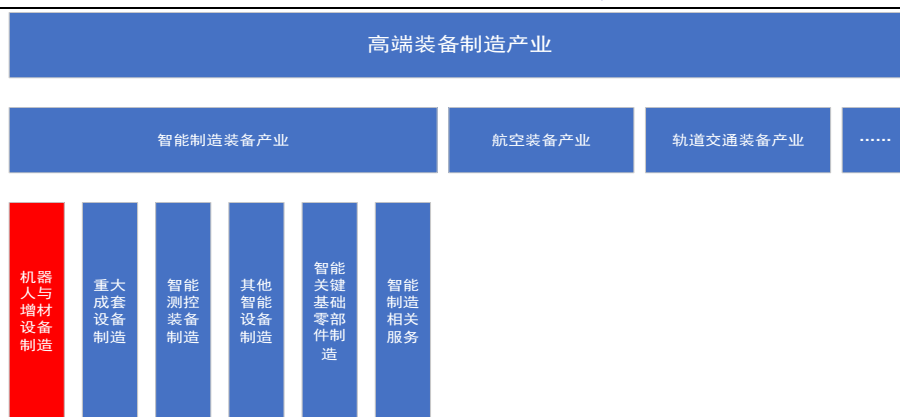 高端装备制造产业
智能制造装备产业
航空装备产业
轨道交通装备产业
……
机器
人与
增材
设备
制造
重大
成套
设备
制造
智能
测控
装备
制造
其他
智能
设备
制造
智能
关键
基础
零部
件制
造
智能
制造
相关
服务